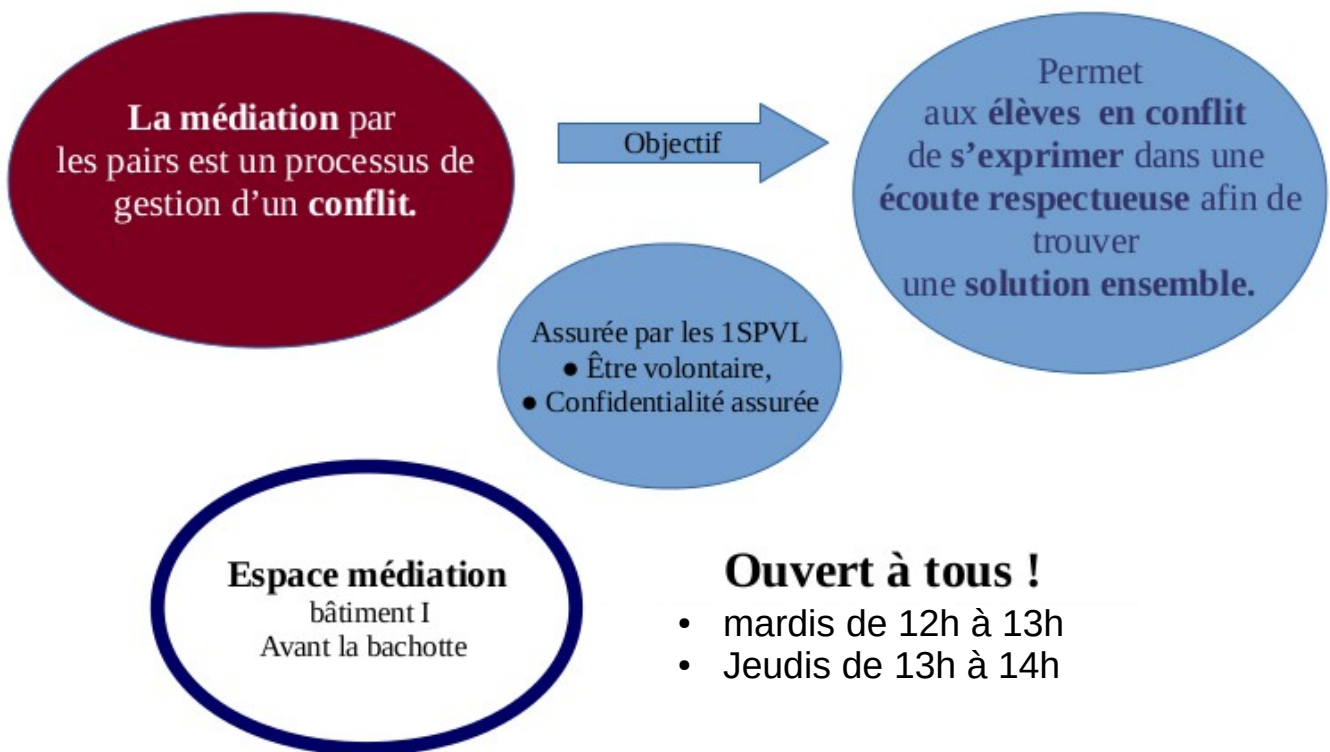 La médiation par
les pairs est un processus de
gestion d’un conflit.
Objectif
Permet
aux élèves en conflit
de s’exprimer dans une
écoute respectueuse afin de
trouver
une solution ensemble.
Assurée par les 1SPVL
● Être volontaire,
● Confidentialité assurée
Espace médiation
bâtiment I
Avant la bachotte
Ouvert à tous !
• mardis de 12h à 13h
• Jeudis de 13h à 14h